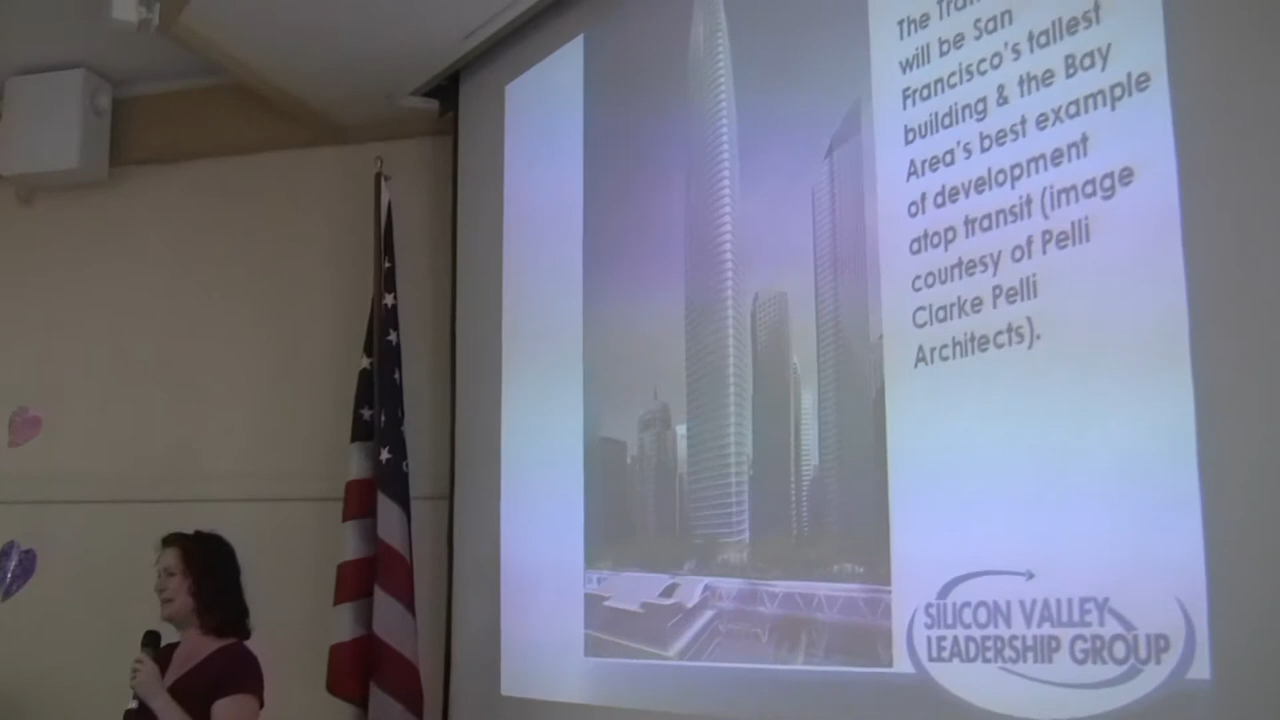 The
will be San
Francisco's tallest
building & the Bay
Area's best example
of development
atop transit (image
courtesy of Pelli
Clarke Pelli
Architects).
SILICON VALLEY
LEADERSHIP GROUP